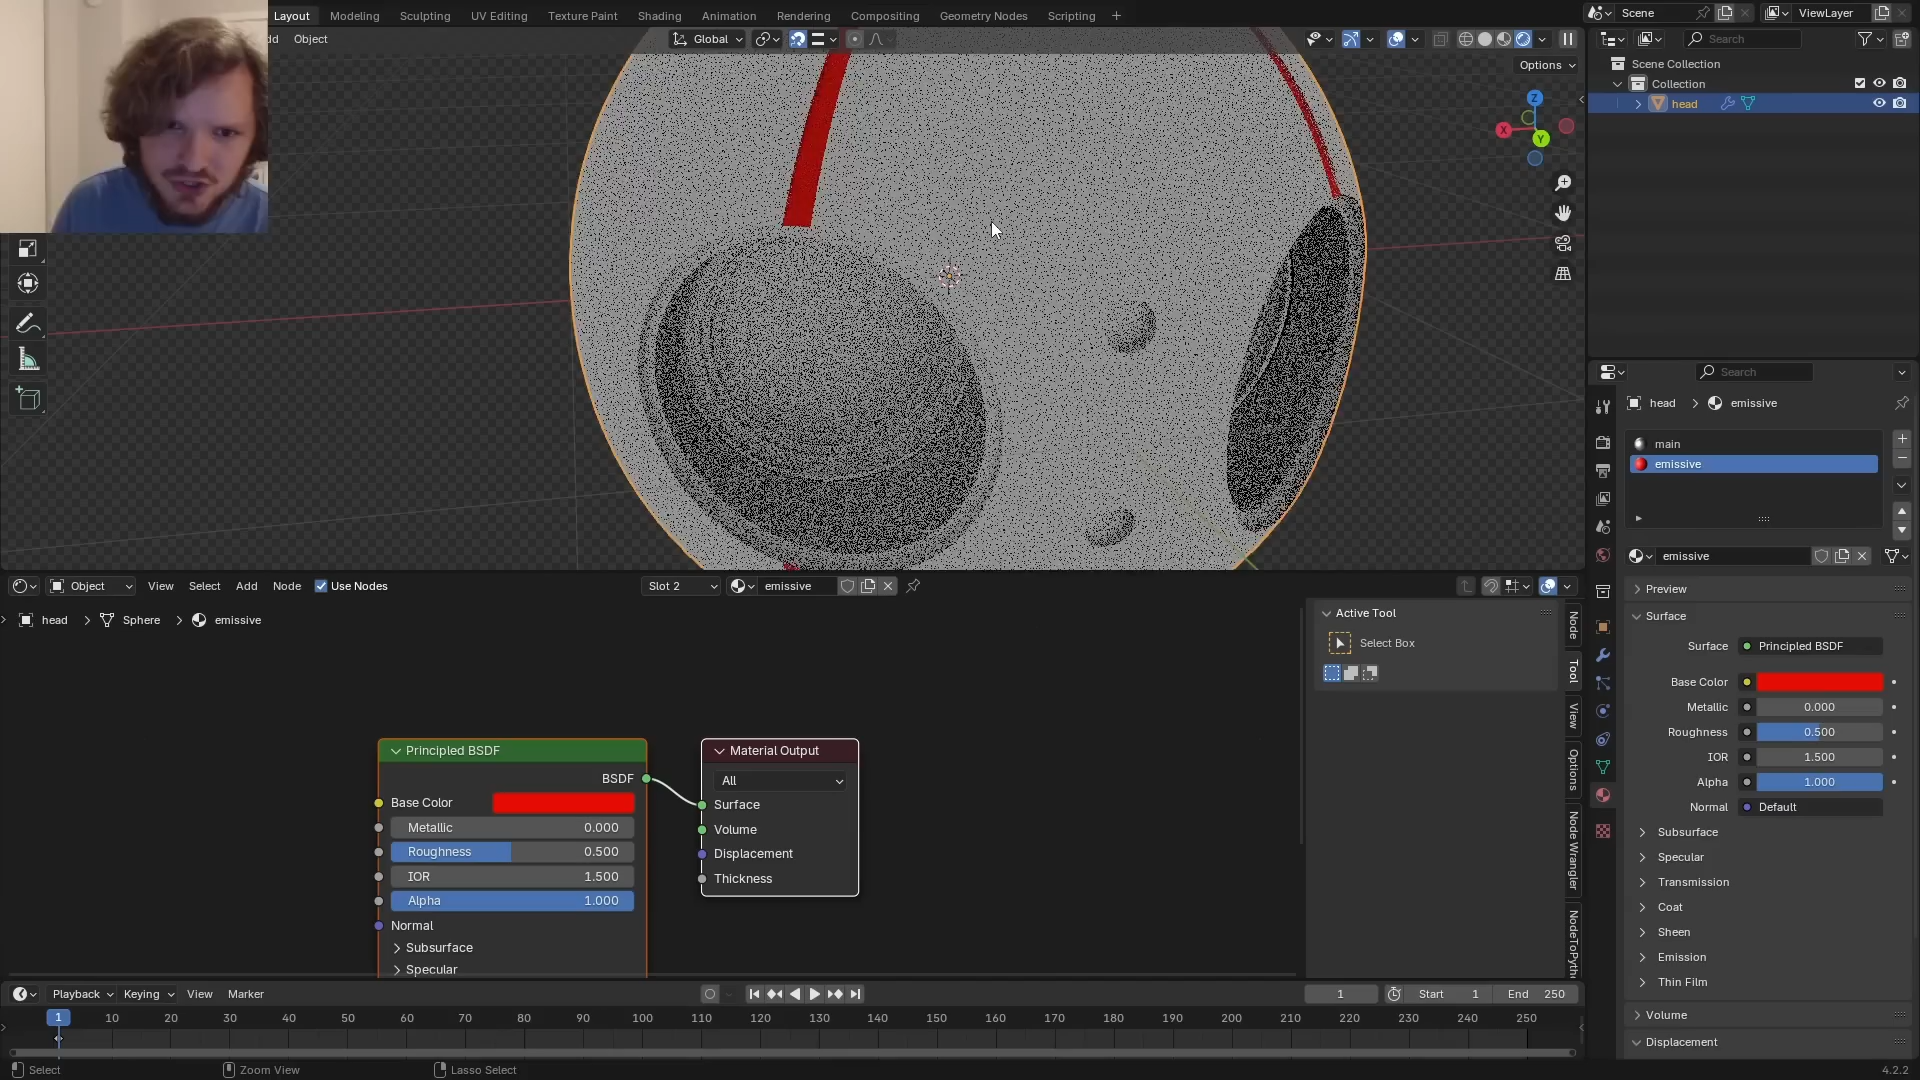 Layout Modeling Sculpting UV Editing Texture Paint Shading Animation Rendering Compositing Geometry Nodes Scripting +
Scene ViewLayer
dd Object Global
Search
Options
Scene Collection
Collection
head
Z
X
Y
Search
head > emissive
main
emissive
emissive
Preview
Surface
Surface Principled BSDF
Base Color
Metallic 0.000
Roughness 0.500
IOR 1.500
Alpha 1.000
Normal Default
Subsurface
Specular
Transmission
Coat
Sheen
Emission
Thin Film
Volume
Displacement
Object View Select Add Node Use Nodes Slot 2 emissive
head > Sphere > emissive
Active Tool
Select Box
Node
Tool
View
Options
Node Wrangler
NodeToPyth
Principled BSDF
BSDF
Base Color
Metallic 0.000
Roughness 0.500
IOR 1.500
Alpha 1.000
Normal
Subsurface
Specular
Material Output
All
Surface
Volume
Displacement
Thickness
Playback Keying View Marker 1 Start 1 End 250
1 10 20 30 40 50 60 70 80 90 100 110 120 130 140 150 160 170 180 190 200 210 220 230 240 250
Select Zoom View Lasso Select 4.2.2